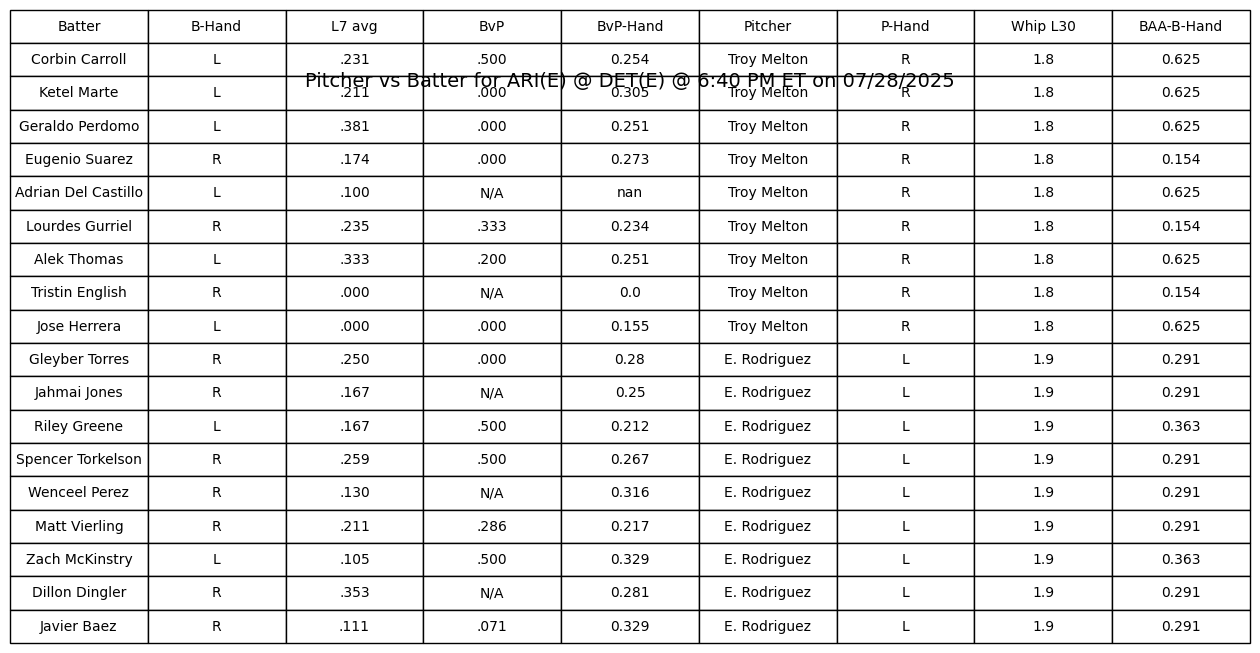 Batter B-Hand L7 avg BvP BvP-Hand Pitcher P-Hand Whip L30 BAA-B-Hand
Corbin Carroll L .231 .500 0.254 Troy Melton R 1.8 0.625
Pitcher vs Batter for ARI(E) @ DET(E) @ 6:40 PM ET on 07/28/2025
Ketel Marte L .211 .000 0.305 Troy Melton R 1.8 0.625
Geraldo Perdomo L .381 .000 0.251 Troy Melton R 1.8 0.625
Eugenio Suarez R .174 .000 0.273 Troy Melton R 1.8 0.154
Adrian Del Castillo L .100 N/A nan Troy Melton R 1.8 0.625
Lourdes Gurriel R .235 .333 0.234 Troy Melton R 1.8 0.154
Alek Thomas L .333 .200 0.251 Troy Melton R 1.8 0.625
Tristin English R .000 N/A 0.0 Troy Melton R 1.8 0.154
Jose Herrera L .000 .000 0.155 Troy Melton R 1.8 0.625
Gleyber Torres R .250 .000 0.28 E. Rodriguez L 1.9 0.291
Jahmai Jones R .167 N/A 0.25 E. Rodriguez L 1.9 0.291
Riley Greene L .167 .500 0.212 E. Rodriguez L 1.9 0.363
Spencer Torkelson R .259 .500 0.267 E. Rodriguez L 1.9 0.291
Wenceel Perez R .130 N/A 0.316 E. Rodriguez L 1.9 0.291
Matt Vierling R .211 .286 0.217 E. Rodriguez L 1.9 0.291
Zach McKinstry L .105 .500 0.329 E. Rodriguez L 1.9 0.363
Dillon Dingler R .353 N/A 0.281 E. Rodriguez L 1.9 0.291
Javier Baez R .111 .071 0.329 E. Rodriguez L 1.9 0.291